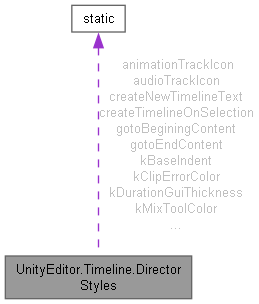 static
animationTrackIcon
audioTrackIcon
createNewTimelineText
createTimelineOnSelection
gotoBeginingContent
gotoEndContent
kBaseIndent
kClipErrorColor
kDurationGuiThickness
kMixToolColor
...
UnityEditor.Timeline.Director
Styles